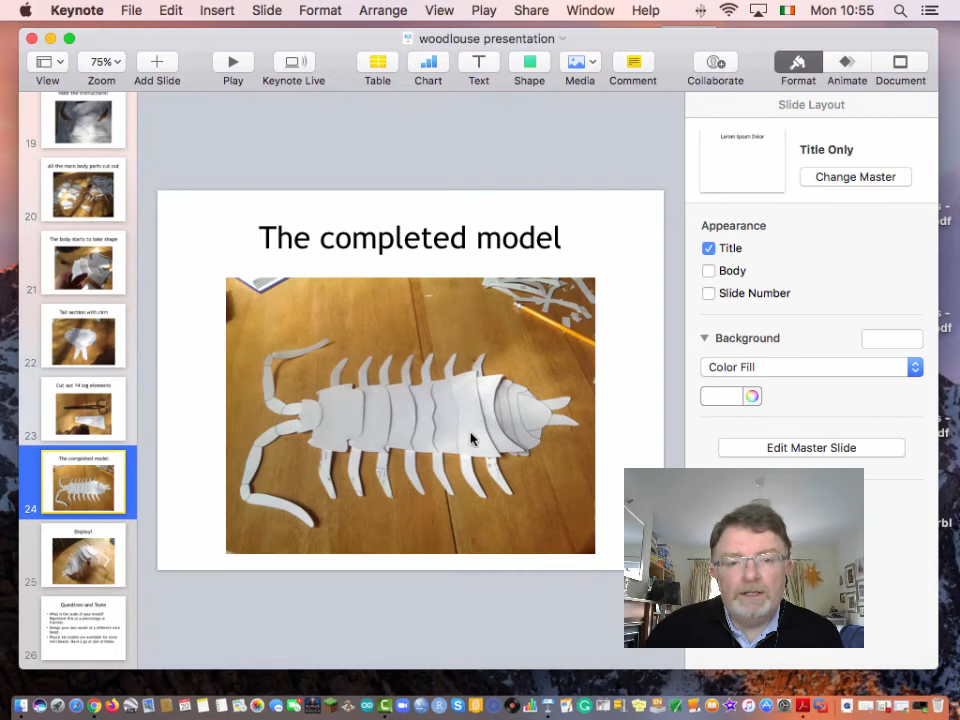 Keynote File Edit Insert Slide Format Arrange View Play Share Window Help Mon 10:55
woodlouse presentation
75%
View Zoom Add Slide Play Keynote Live Table Chart Text Shape Media Comment Collaborate Format Animate Document
Slide Layout
Lorem Ipsum Dolor
Title Only
Change Master
Appearance
Title
Body
Slide Number
Background
Color Fill
Edit Master Slide
19
All the main body parts cut out
20
The body starts to take shape
21
Tail section with cirri
22
Cut out 14 leg elements
23
The completed model
24
Display!
25
Questions and Tasks
26
The completed model